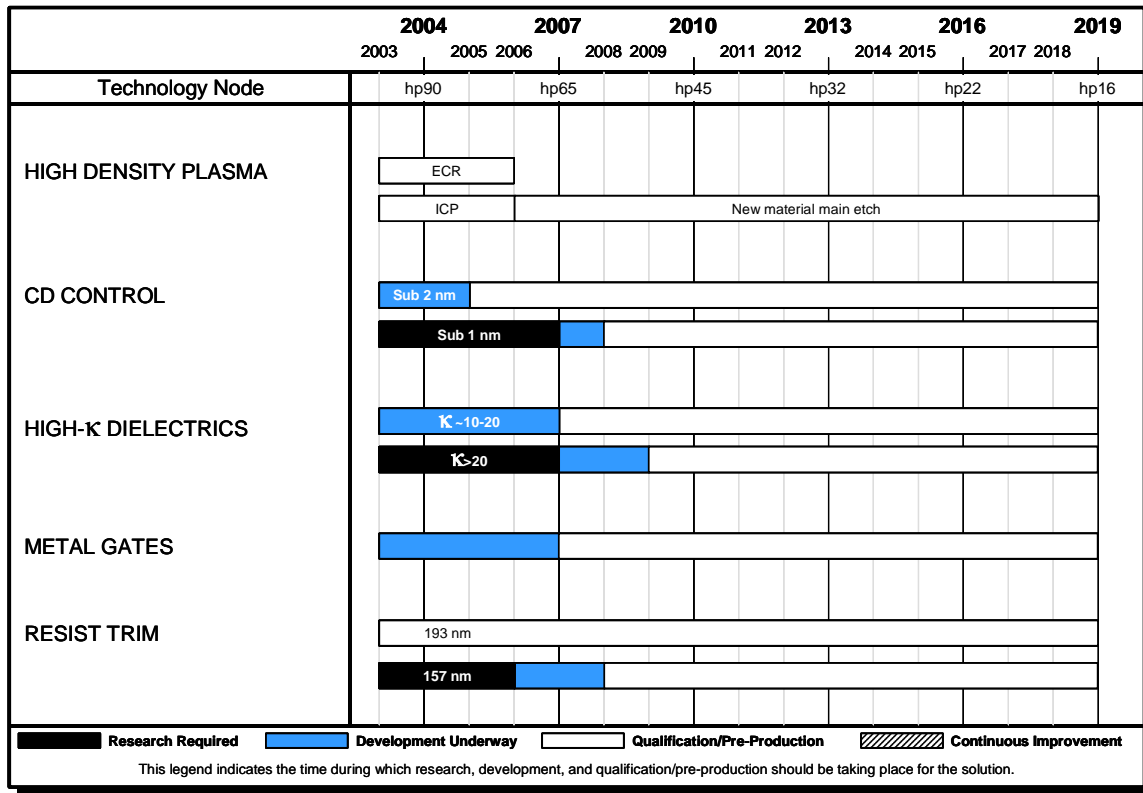 2004 2007 2010 2013 2016 2019
2003 2005 2006 2008 2009 2011 2012 2014 2015 2017 2018
Technology Node hp90 hp65 hp45 hp32 hp22 hp16
HIGH DENSITY PLASMA
ECR
ICP New material main etch
CD CONTROL
Sub 2 nm
Sub 1 nm
HIGH-κ DIELECTRICS
κ ~10-20
κ>20
METAL GATES
RESIST TRIM
193 nm
157 nm
Research Required Development Underway Qualification/Pre-Production Continuous Improvement
This legend indicates the time during which research, development, and qualification/pre-production should be taking place for the solution.